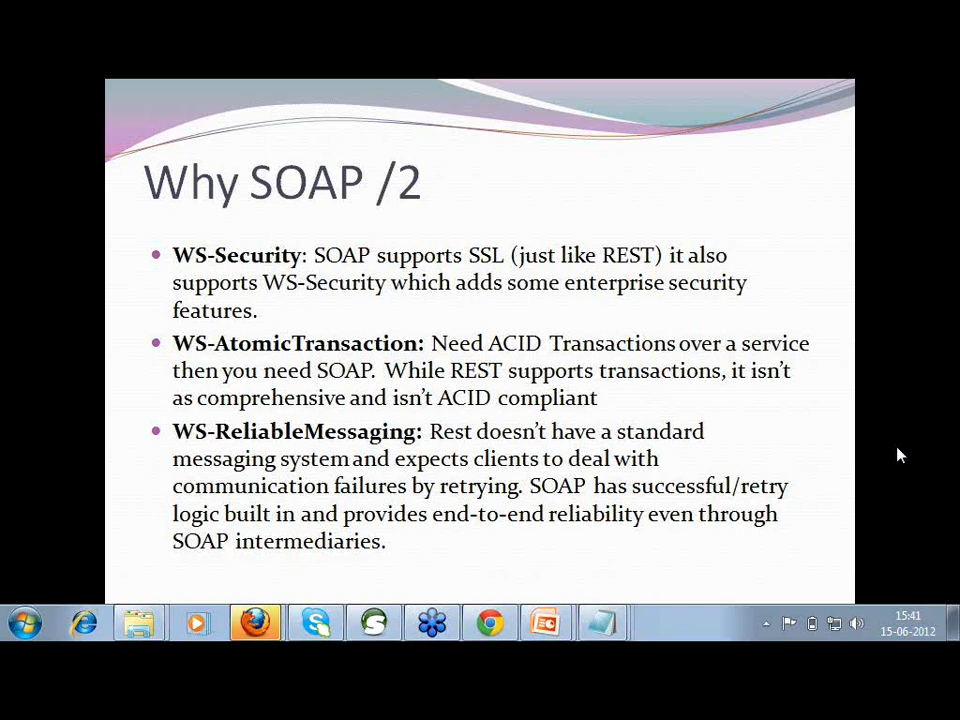 Why SOAP /2
• WS-Security: SOAP supports SSL (just like REST) it also
supports WS-Security which adds some enterprise security
features.
• WS-AtomicTransaction: Need ACID Transactions over a service
then you need SOAP. While REST supports transactions, it isn't
as comprehensive and isn't ACID compliant
• WS-ReliableMessaging: Rest doesn't have a standard
messaging system and expects clients to deal with
communication failures by retrying. SOAP has successful/retry
logic built in and provides end-to-end reliability even through
SOAP intermediaries.
15:41
15-06-2012